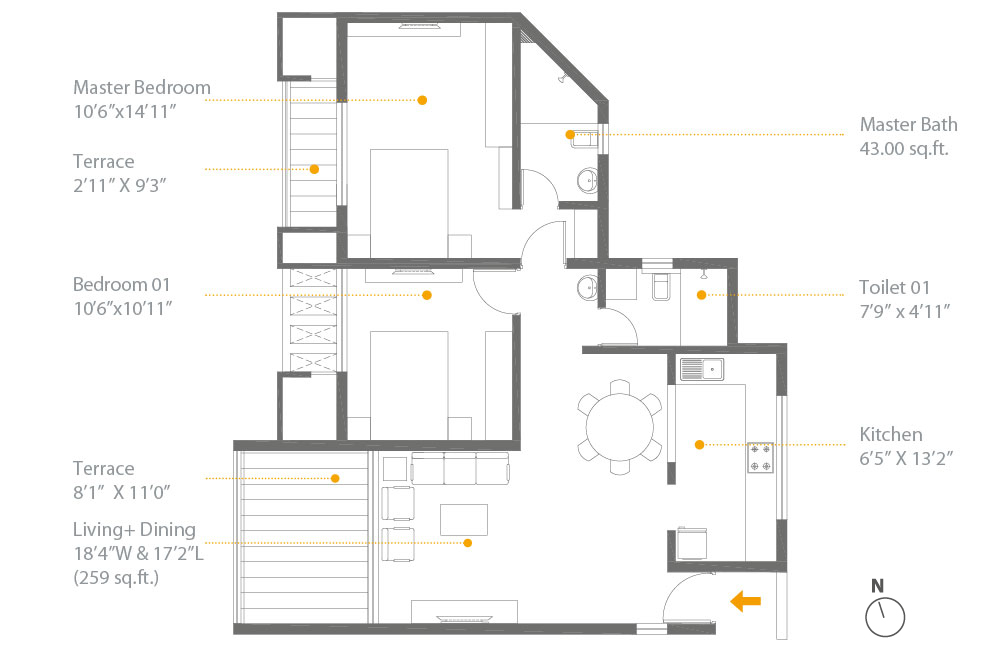 Master Bedroom
10’6”x14’11”
Terrace
2’11” X 9’3”
Bedroom 01
10’6”x10’11”
Terrace
8’1”  X 11’0”
Living+ Dining
18’4”W & 17’2”L
(259 sq.ft.)
Master Bath
43.00 sq.ft.
Toilet 01
7’9” x 4’11”
Kitchen
6’5” X 13’2”
N